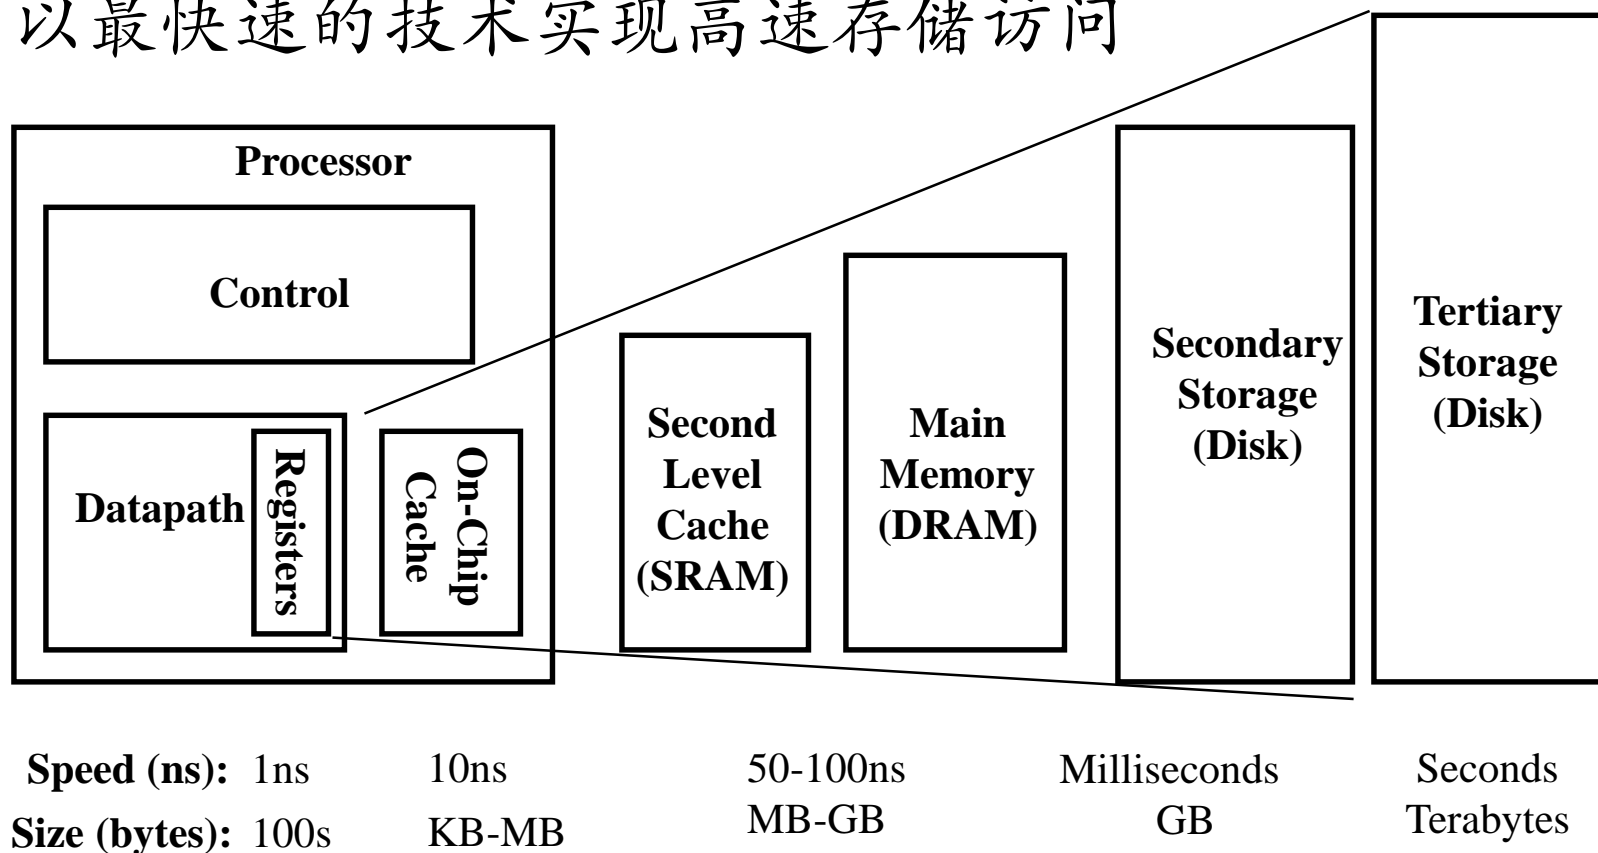 以最快速的技术实现高速存储访问
Processor
Control
Datapath
Registers
On-Chip
Cache
Second
Level
Cache
(SRAM)
Main
Memory
(DRAM)
Secondary
Storage
(Disk)
Tertiary
Storage
(Disk)
Speed (ns): 1ns 10ns 50-100ns Milliseconds Seconds
Size (bytes): 100s KB-MB MB-GB GB Terabytes